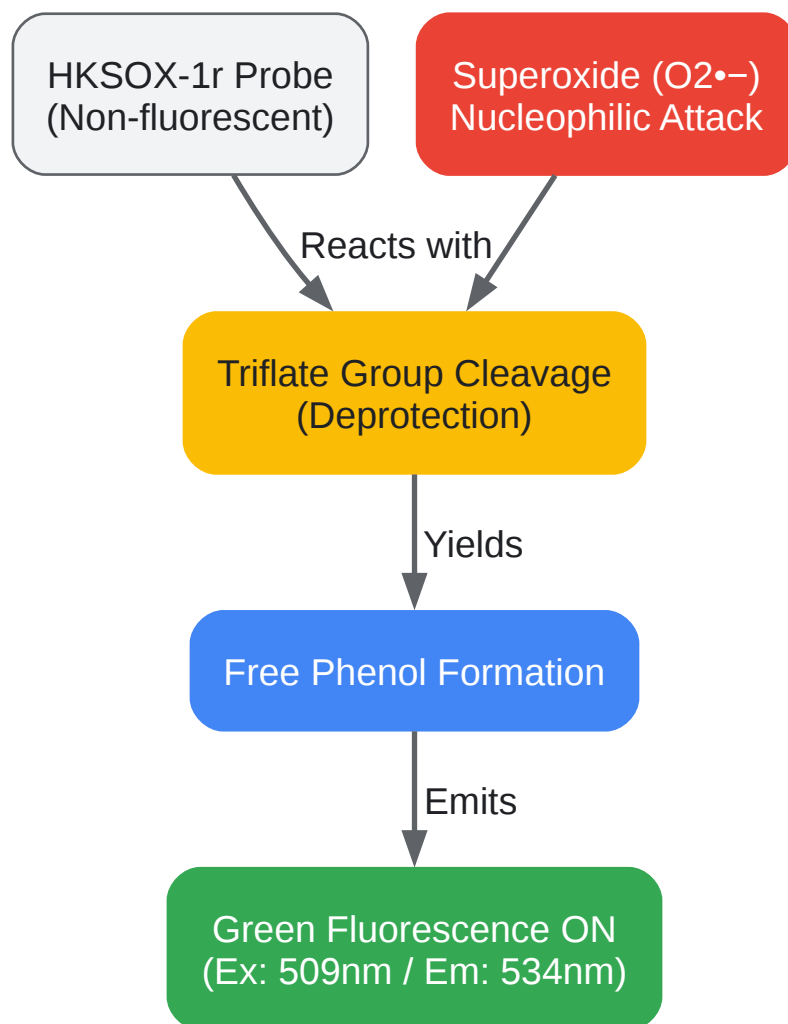 HKSOX-1r Probe
(Non-fluorescent)
Superoxide (O2•−)
Nucleophilic Attack
Reacts with
Triflate Group Cleavage
(Deprotection)
Yields
Free Phenol Formation
Emits
Green Fluorescence ON
(Ex: 509nm / Em: 534nm)